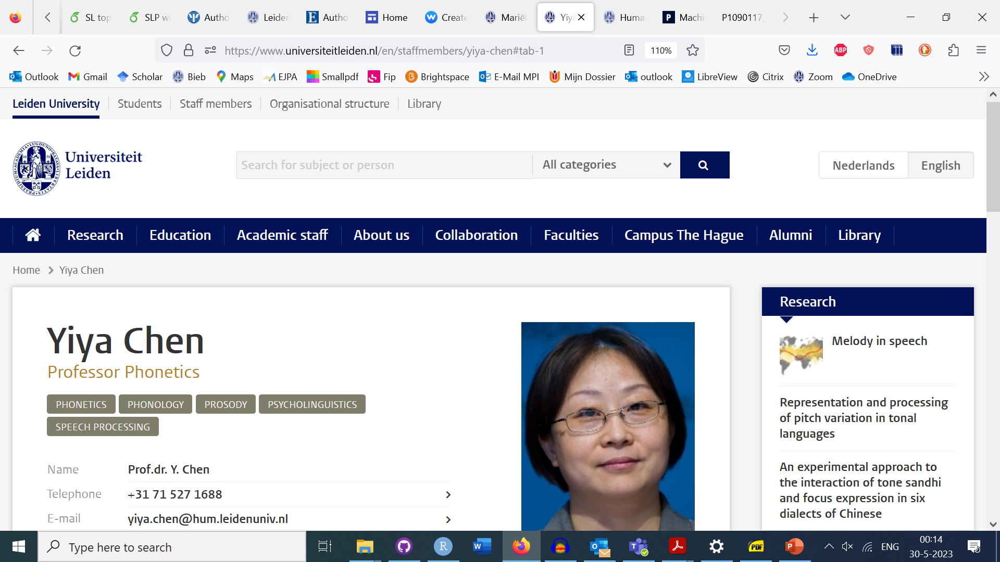 SL top
SLP w
Autho
Leiden
Autho
Home
Create
Mariël
Yiya
Huma
Machi
P1090117_
https://www.universiteitleiden.nl/en/staffmembers/yiya-chen#tab-1
110%
ABP
Outlook
Gmail
Scholar
Bieb
Maps
EJPA
Smallpdf
Fip
Brightspace
E-Mail MPI
Mijn Dossier
outlook
LibreView
Citrix
Zoom
OneDrive
Leiden University
Students
Staff members
Organisational structure
Library
Universiteit
Leiden
Search for subject or person
All categories
Nederlands
English
Research
Education
Academic staff
About us
Collaboration
Faculties
Campus The Hague
Alumni
Library
Home
Yiya Chen
Yiya Chen
Professor Phonetics
PHONETICS
PHONOLOGY
PROSODY
PSYCHOLINGUISTICS
SPEECH PROCESSING
Name
Prof.dr. Y. Chen
Telephone
+31 71 527 1688
E-mail
yiya.chen@hum.leidenuniv.nl
Research
Melody in speech
Representation and processing
of pitch variation in tonal
languages
An experimental approach to
the interaction of tone sandhi
and focus expression in six
dialects of Chinese
Type here to search
PDF
ENG
00:14
30-5-2023